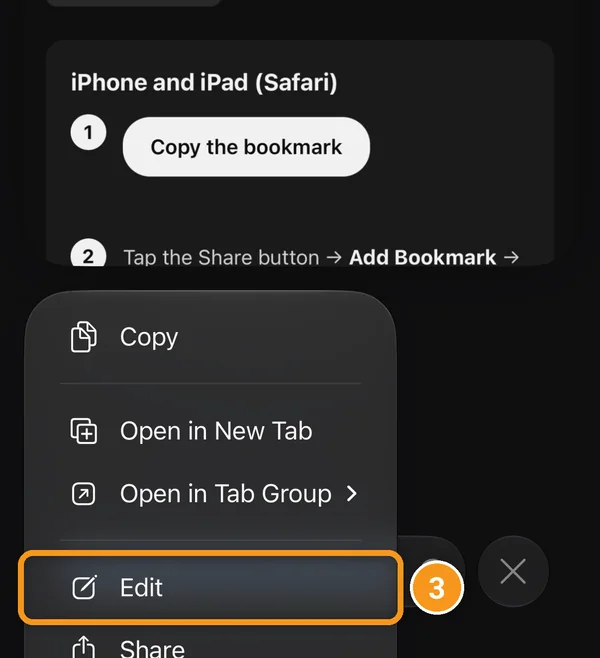 iPhone and iPad (Safari)
1
Copy the bookmark
2
Tap the Share button → Add Bookmark →
Copy
Open in New Tab
Open in Tab Group >
Edit
3
Share